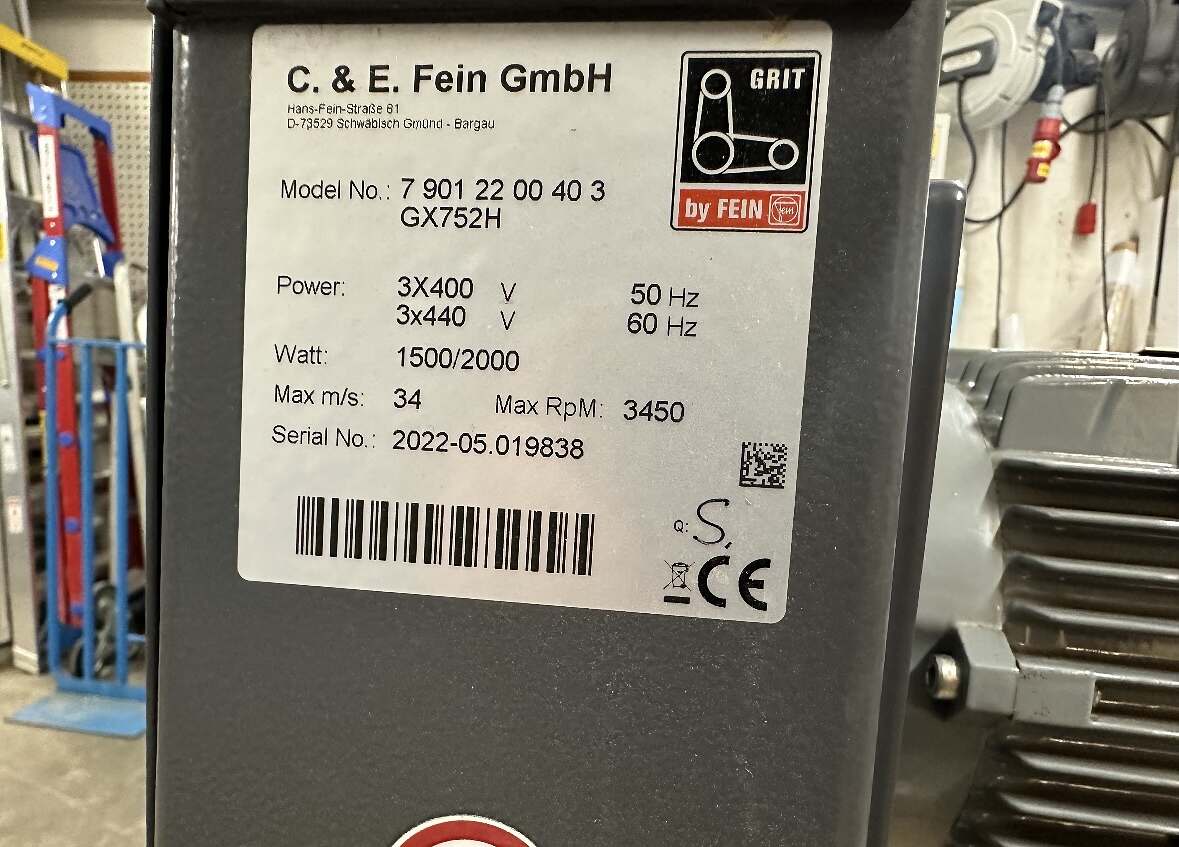 C. & E. Fein GmbH
Hans-Fein-Straße 81
D-73529 Schwäbisch Gmünd - Bargau
GRIT
by FEIN
Fein
Model No.: 7 901 22 00 40 3
GX752H
Power: 3X400 V 50 Hz
3x440 V 60 Hz
Watt: 1500/2000
Max m/s: 34 Max RpM: 3450
Serial No.: 2022-05.019838
Q: S,
CE